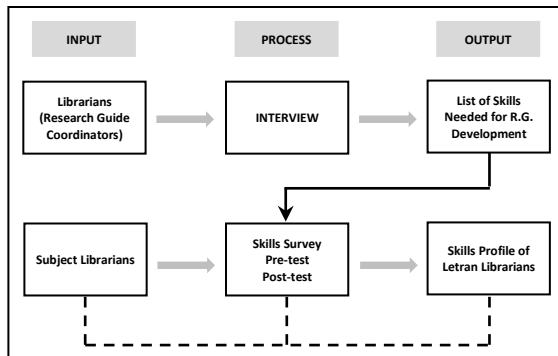 INPUT
PROCESS
OUTPUT
Librarians
(Research Guide
Coordinators)
INTERVIEW
List of Skills
Needed for R.G.
Development
Subject Librarians
Skills Survey
Pre-test
Post-test
Skills Profile of
Letran Librarians